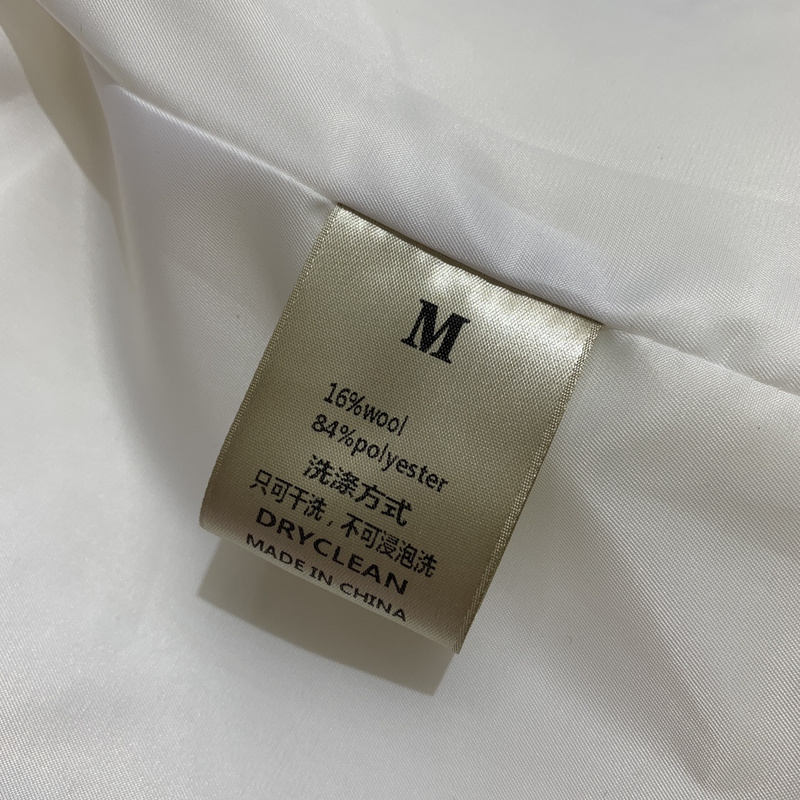 M
16%wool
84%polyester
洗涤方式
只可干洗，不可浸泡洗
DRYCLEAN
MADE IN CHINA